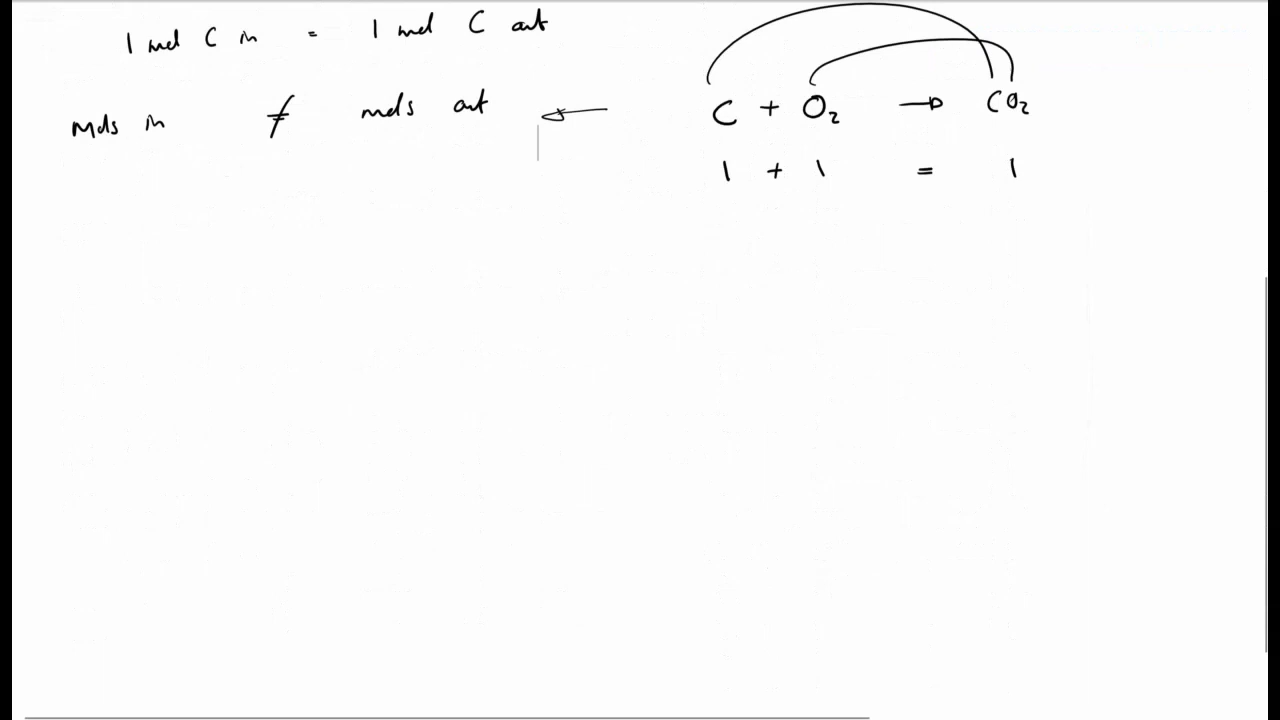 1 mol C in = 1 mol C out
mols in ≠ mols out
C + O₂ → CO₂
1 + 1 = 1